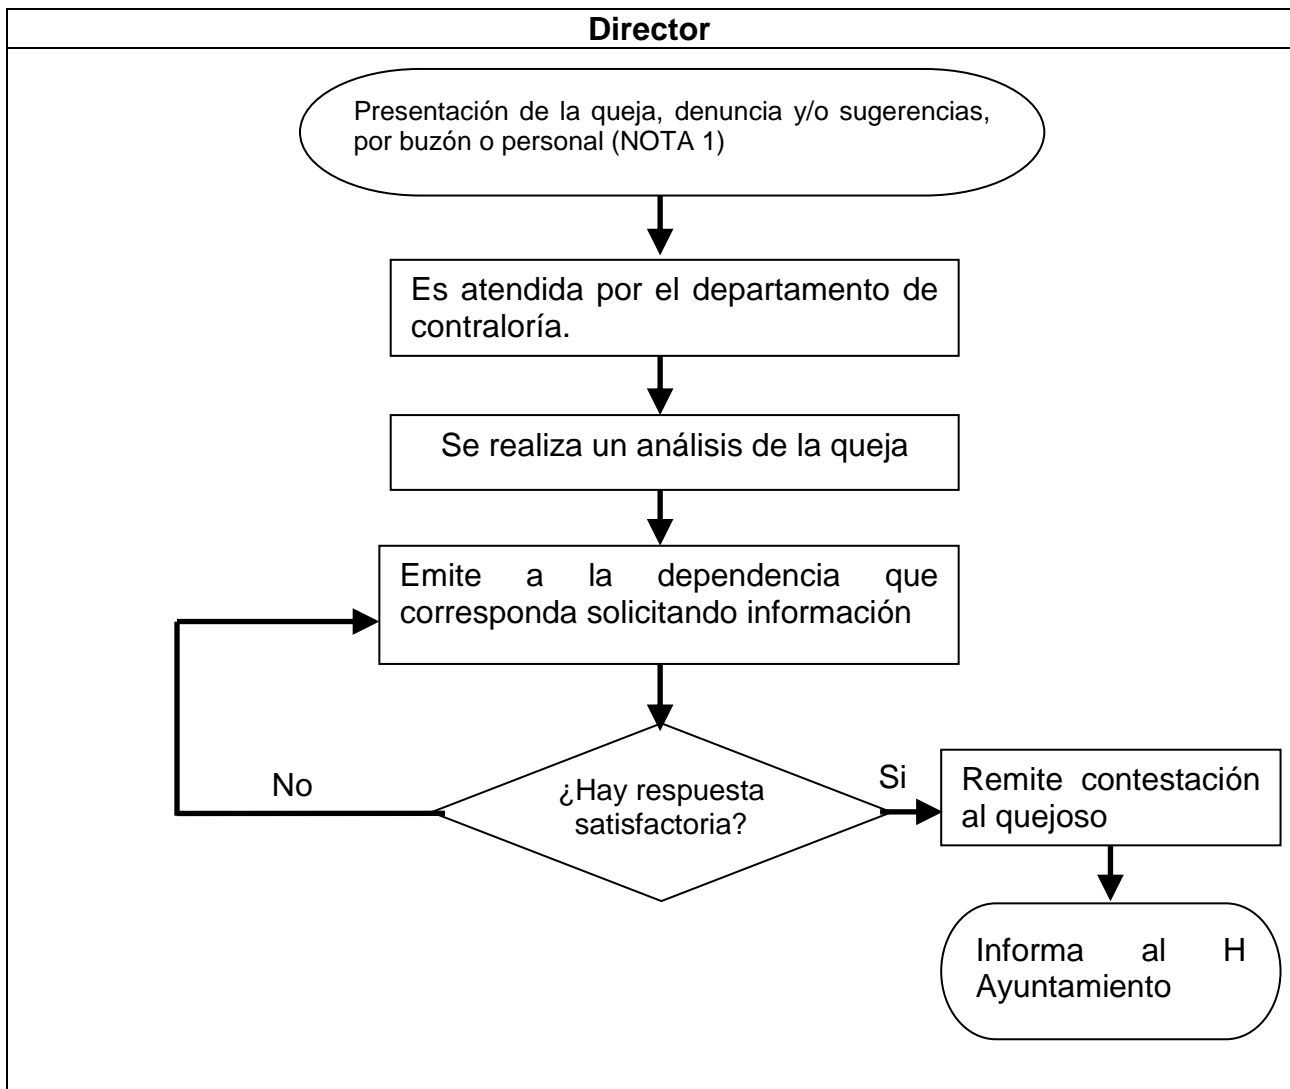 Director
Presentación de la queja, denuncia y/o sugerencias,
por buzón o personal (NOTA 1)
Es atendida por el departamento de
contraloría.
Se realiza un análisis de la queja
Emite a la dependencia que
corresponda solicitando información
¿Hay respuesta
satisfactoria?
No
Si
Remite contestación
al quejoso
Informa al H
Ayuntamiento